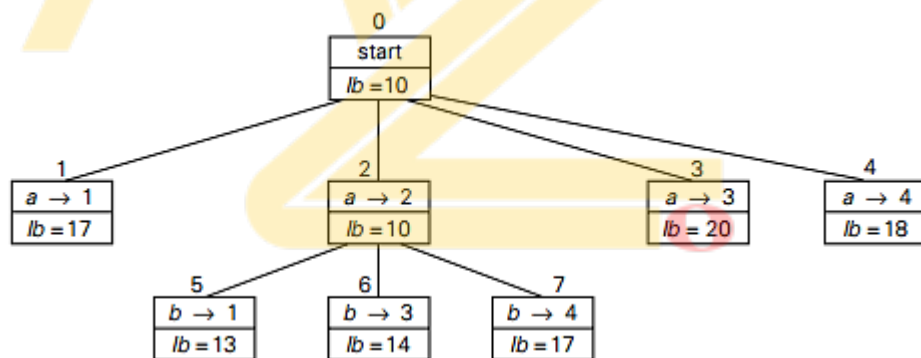 0
start
lb = 10
1 2 3 4
a → 1 a → 2 a → 3 a → 4
lb = 17 lb = 10 lb = 20 lb = 18
5 6 7
b → 1 b → 3 b → 4
lb = 13 lb = 14 lb = 17